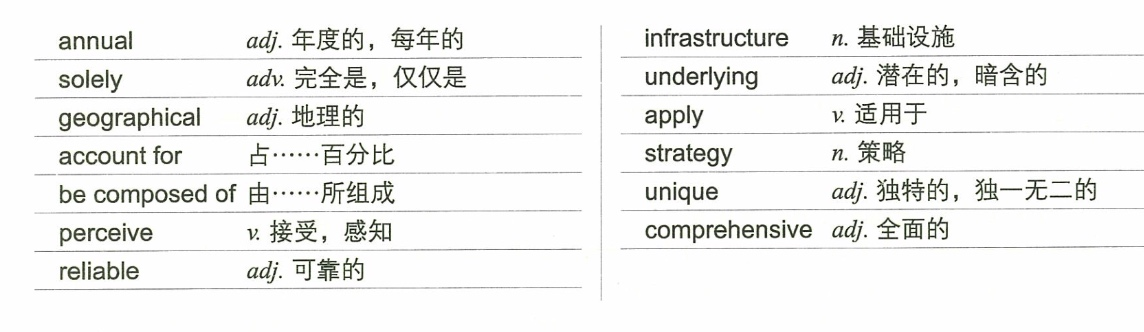 annual adj. 年度的，每年的
solely adv. 完全是，仅仅是
geographical adj. 地理的
account for 占……百分比
be composed of 由……所组成
perceive v. 接受，感知
reliable adj. 可靠的
infrastructure n. 基础设施
underlying adj. 潜在的，暗含的
apply v. 适用于
strategy n. 策略
unique adj. 独特的，独一无二的
comprehensive adj. 全面的